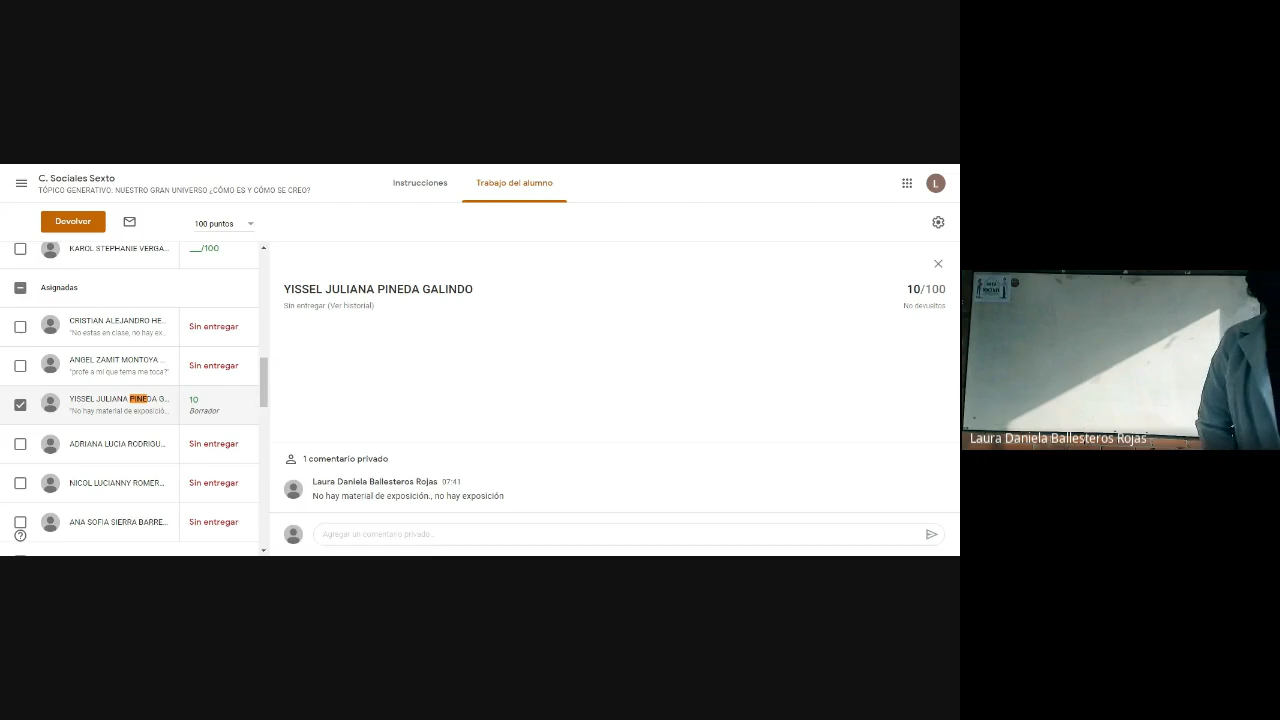 C. Sociales Sexto
TÓPICO GENERATIVO: NUESTRO GRAN UNIVERSO ¿CÓMO ES Y CÓMO SE CREO?
Instrucciones
Trabajo del alumno
L
Devolver
100 puntos
KAROL STEPHANIE VERGA...
__/100
Asignadas
CRISTIAN ALEJANDRO HE...
"No estas en clase, no hay ex...
Sin entregar
ANGEL ZAMIT MONTOYA ...
"profe a mi que tema me toca?"
Sin entregar
YISSEL JULIANA PINEDA G...
"No hay material de exposició...
10
Borrador
ADRIANA LUCIA RODRIGU...
Sin entregar
NICOL LUCIANNY ROMER...
Sin entregar
ANA SOFIA SIERRA BARRE...
Sin entregar
YISSEL JULIANA PINEDA GALINDO
10/100
Sin entregar (Ver historial)
No devueltos
1 comentario privado
Laura Daniela Ballesteros Rojas 07:41
No hay material de exposición., no hay exposición
Agregar un comentario privado...
Laura Daniela Ballesteros Rojas